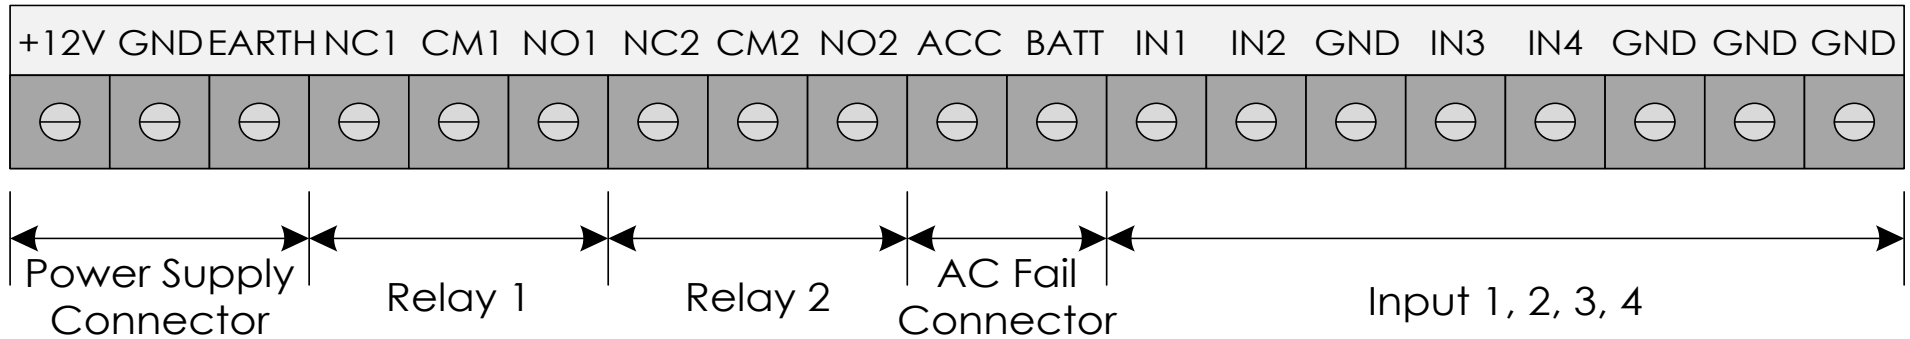 +12V GND EARTH NC1 CM1 NO1 NC2 CM2 NO2 ACC BATT IN1 IN2 GND IN3 IN4 GND GND GND
Power Supply
Connector
Relay 1
Relay 2
AC Fail
Connector
Input 1, 2, 3, 4